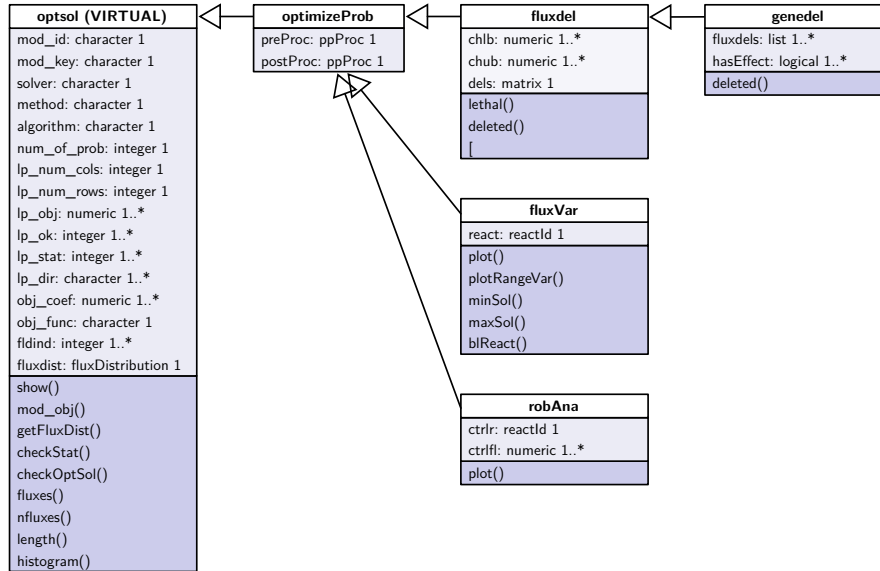 optsol (VIRTUAL)
mod_id: character 1
mod_key: character 1
solver: character 1
method: character 1
algorithm: character 1
num_of_prob: integer 1
lp_num_cols: integer 1
lp_num_rows: integer 1
lp_obj: numeric 1..*
lp_ok: integer 1..*
lp_stat: integer 1..*
lp_dir: character 1..*
obj_coef: numeric 1..*
obj_func: character 1
fldind: integer 1..*
fluxdist: fluxDistribution 1
show()
mod_obj()
getFluxDist()
checkStat()
checkOptSol()
fluxes()
nfluxes()
length()
histogram()
optimizeProb
preProc: ppProc 1
postProc: ppProc 1
fluxdel
chlb: numeric 1..*
chub: numeric 1..*
dels: matrix 1
lethal()
deleted()
[
genedel
fluxdels: list 1..*
hasEffect: logical 1..*
deleted()
fluxVar
react: reactId 1
plot()
plotRangeVar()
minSol()
maxSol()
blReact()
robAna
ctrlr: reactId 1
ctrlfl: numeric 1..*
plot()